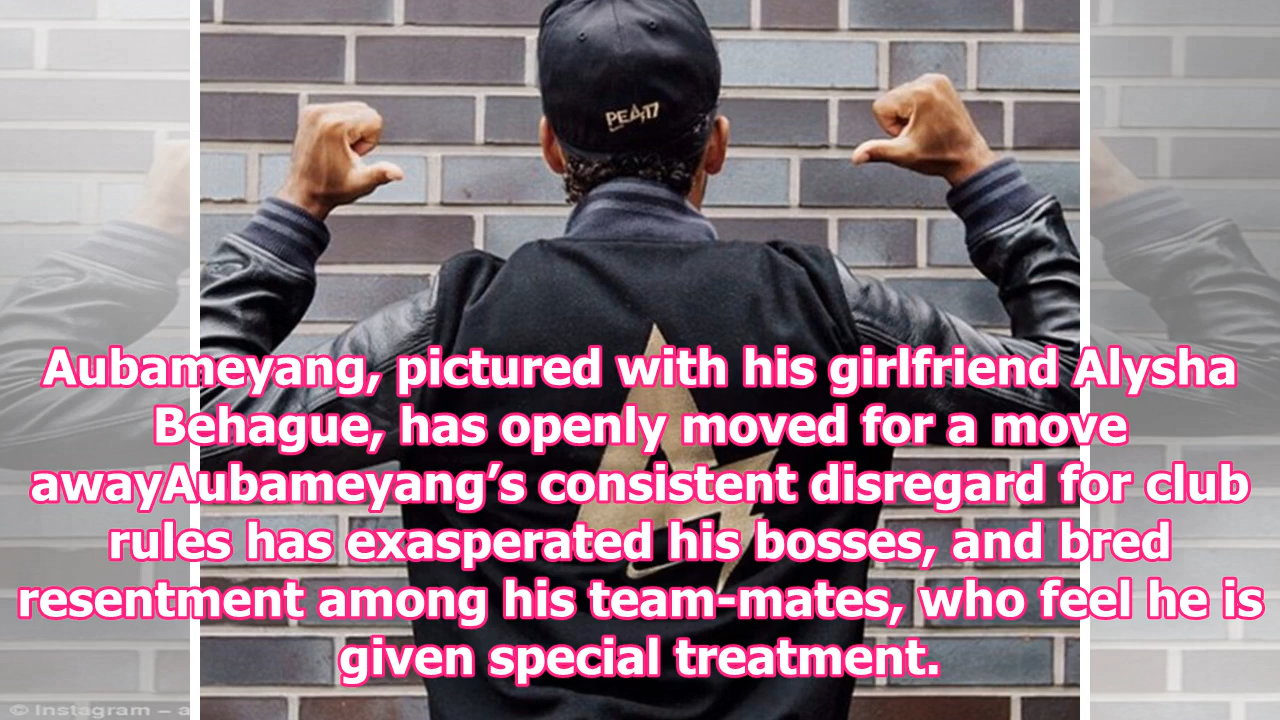 PEA17
Aubameyang, pictured with his girlfriend Alysha
Behague, has openly moved for a move
awayAubameyang’s consistent disregard for club
rules has exasperated his bosses, and bred
resentment among his team-mates, who feel he is
given special treatment.
© Instagram – a